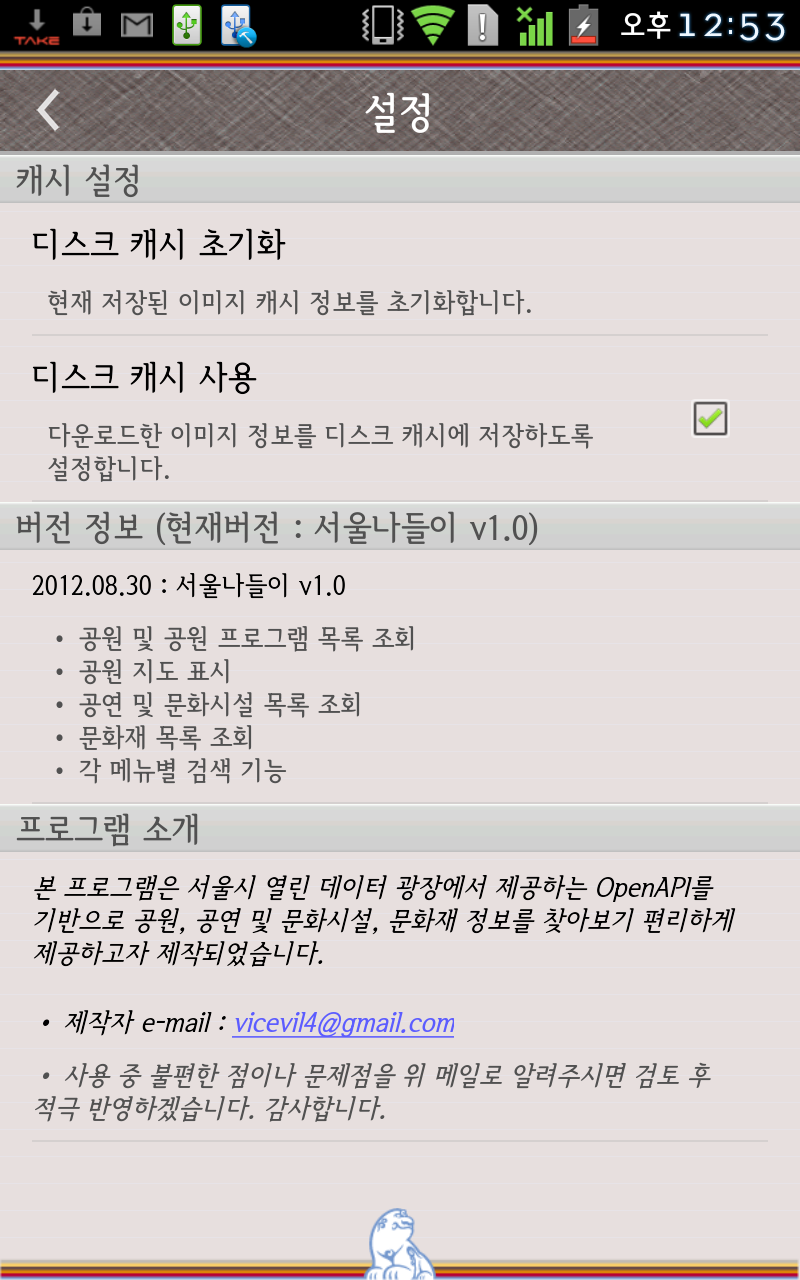 TAKE
오후 12:53
설정
캐시 설정
디스크 캐시 초기화
현재 저장된 이미지 캐시 정보를 초기화합니다.
디스크 캐시 사용
다운로드한 이미지 정보를 디스크 캐시에 저장하도록
설정합니다.
버전 정보 (현재버전 : 서울나들이 v1.0)
2012.08.30 : 서울나들이 v1.0
• 공원 및 공원 프로그램 목록 조회
• 공원 지도 표시
• 공연 및 문화시설 목록 조회
• 문화재 목록 조회
• 각 메뉴별 검색 기능
프로그램 소개
본 프로그램은 서울시 열린 데이터 광장에서 제공하는 OpenAPI를
기반으로 공원, 공연 및 문화시설, 문화재 정보를 찾아보기 편리하게
제공하고자 제작되었습니다.
• 제작자 e-mail : vicevil4@gmail.com
• 사용 중 불편한 점이나 문제점을 위 메일로 알려주시면 검토 후
적극 반영하겠습니다. 감사합니다.